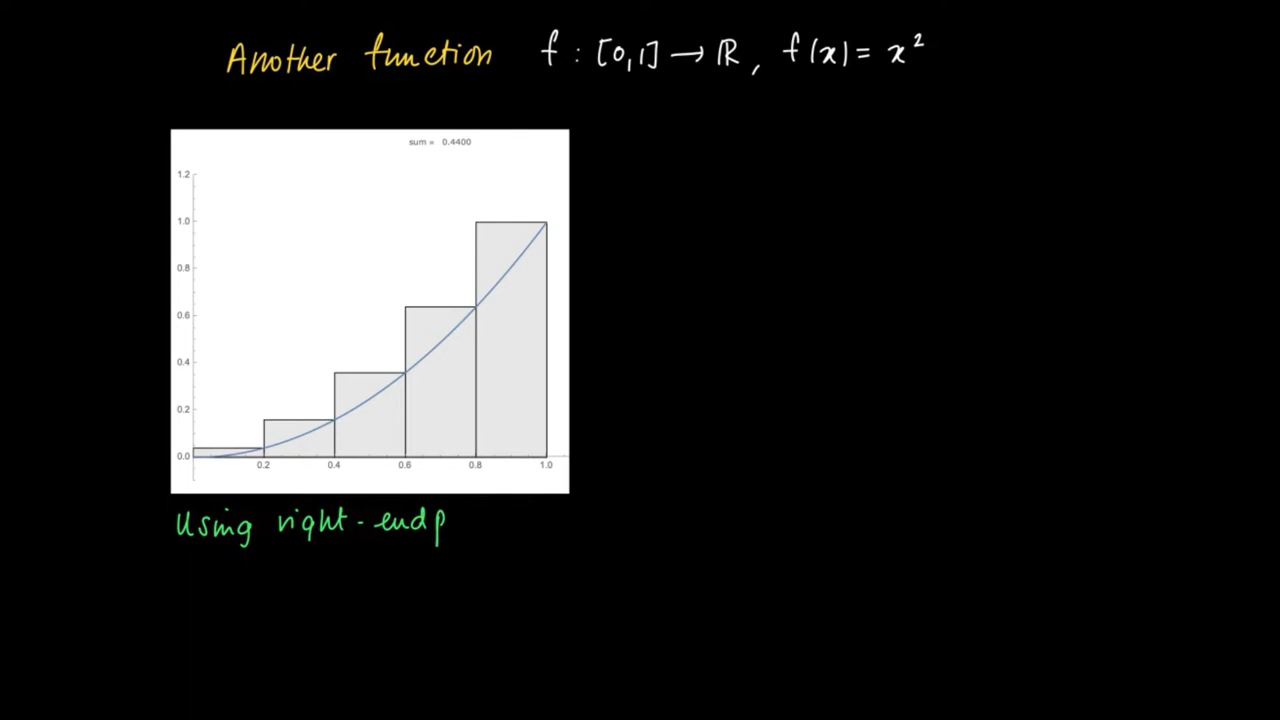 Another function f : [0,1] → ℝ, f(x) = x²
sum = 0.4400
1.2
1.0
0.8
0.6
0.4
0.2
0.0
0.2 0.4 0.6 0.8 1.0
Using right-endp